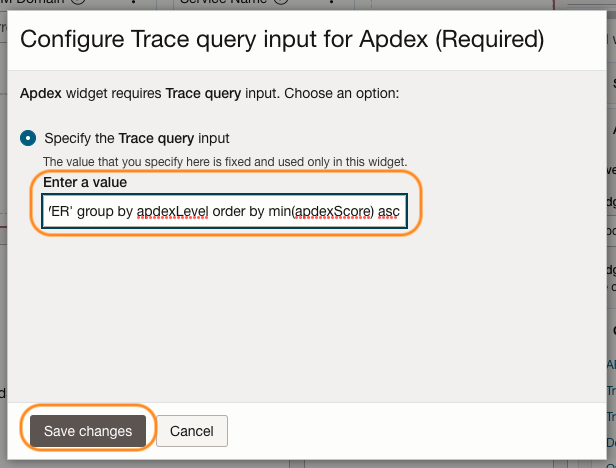 Service Name
Configure Trace query input for Apdex (Required)
Apdex widget requires Trace query input. Choose an option:
Specify the Trace query input
The value that you specify here is fixed and used only in this widget.
Enter a value
'ER' group by apdexLevel order by min(apdexScore) asc
Save changes
Cancel